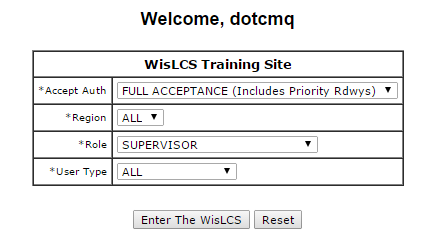 Welcome, dotcmq
WisLCS Training Site
*Accept Auth FULL ACCEPTANCE (Includes Priority Rdwys)
*Region ALL
*Role SUPERVISOR
*User Type ALL
Enter The WisLCS Reset